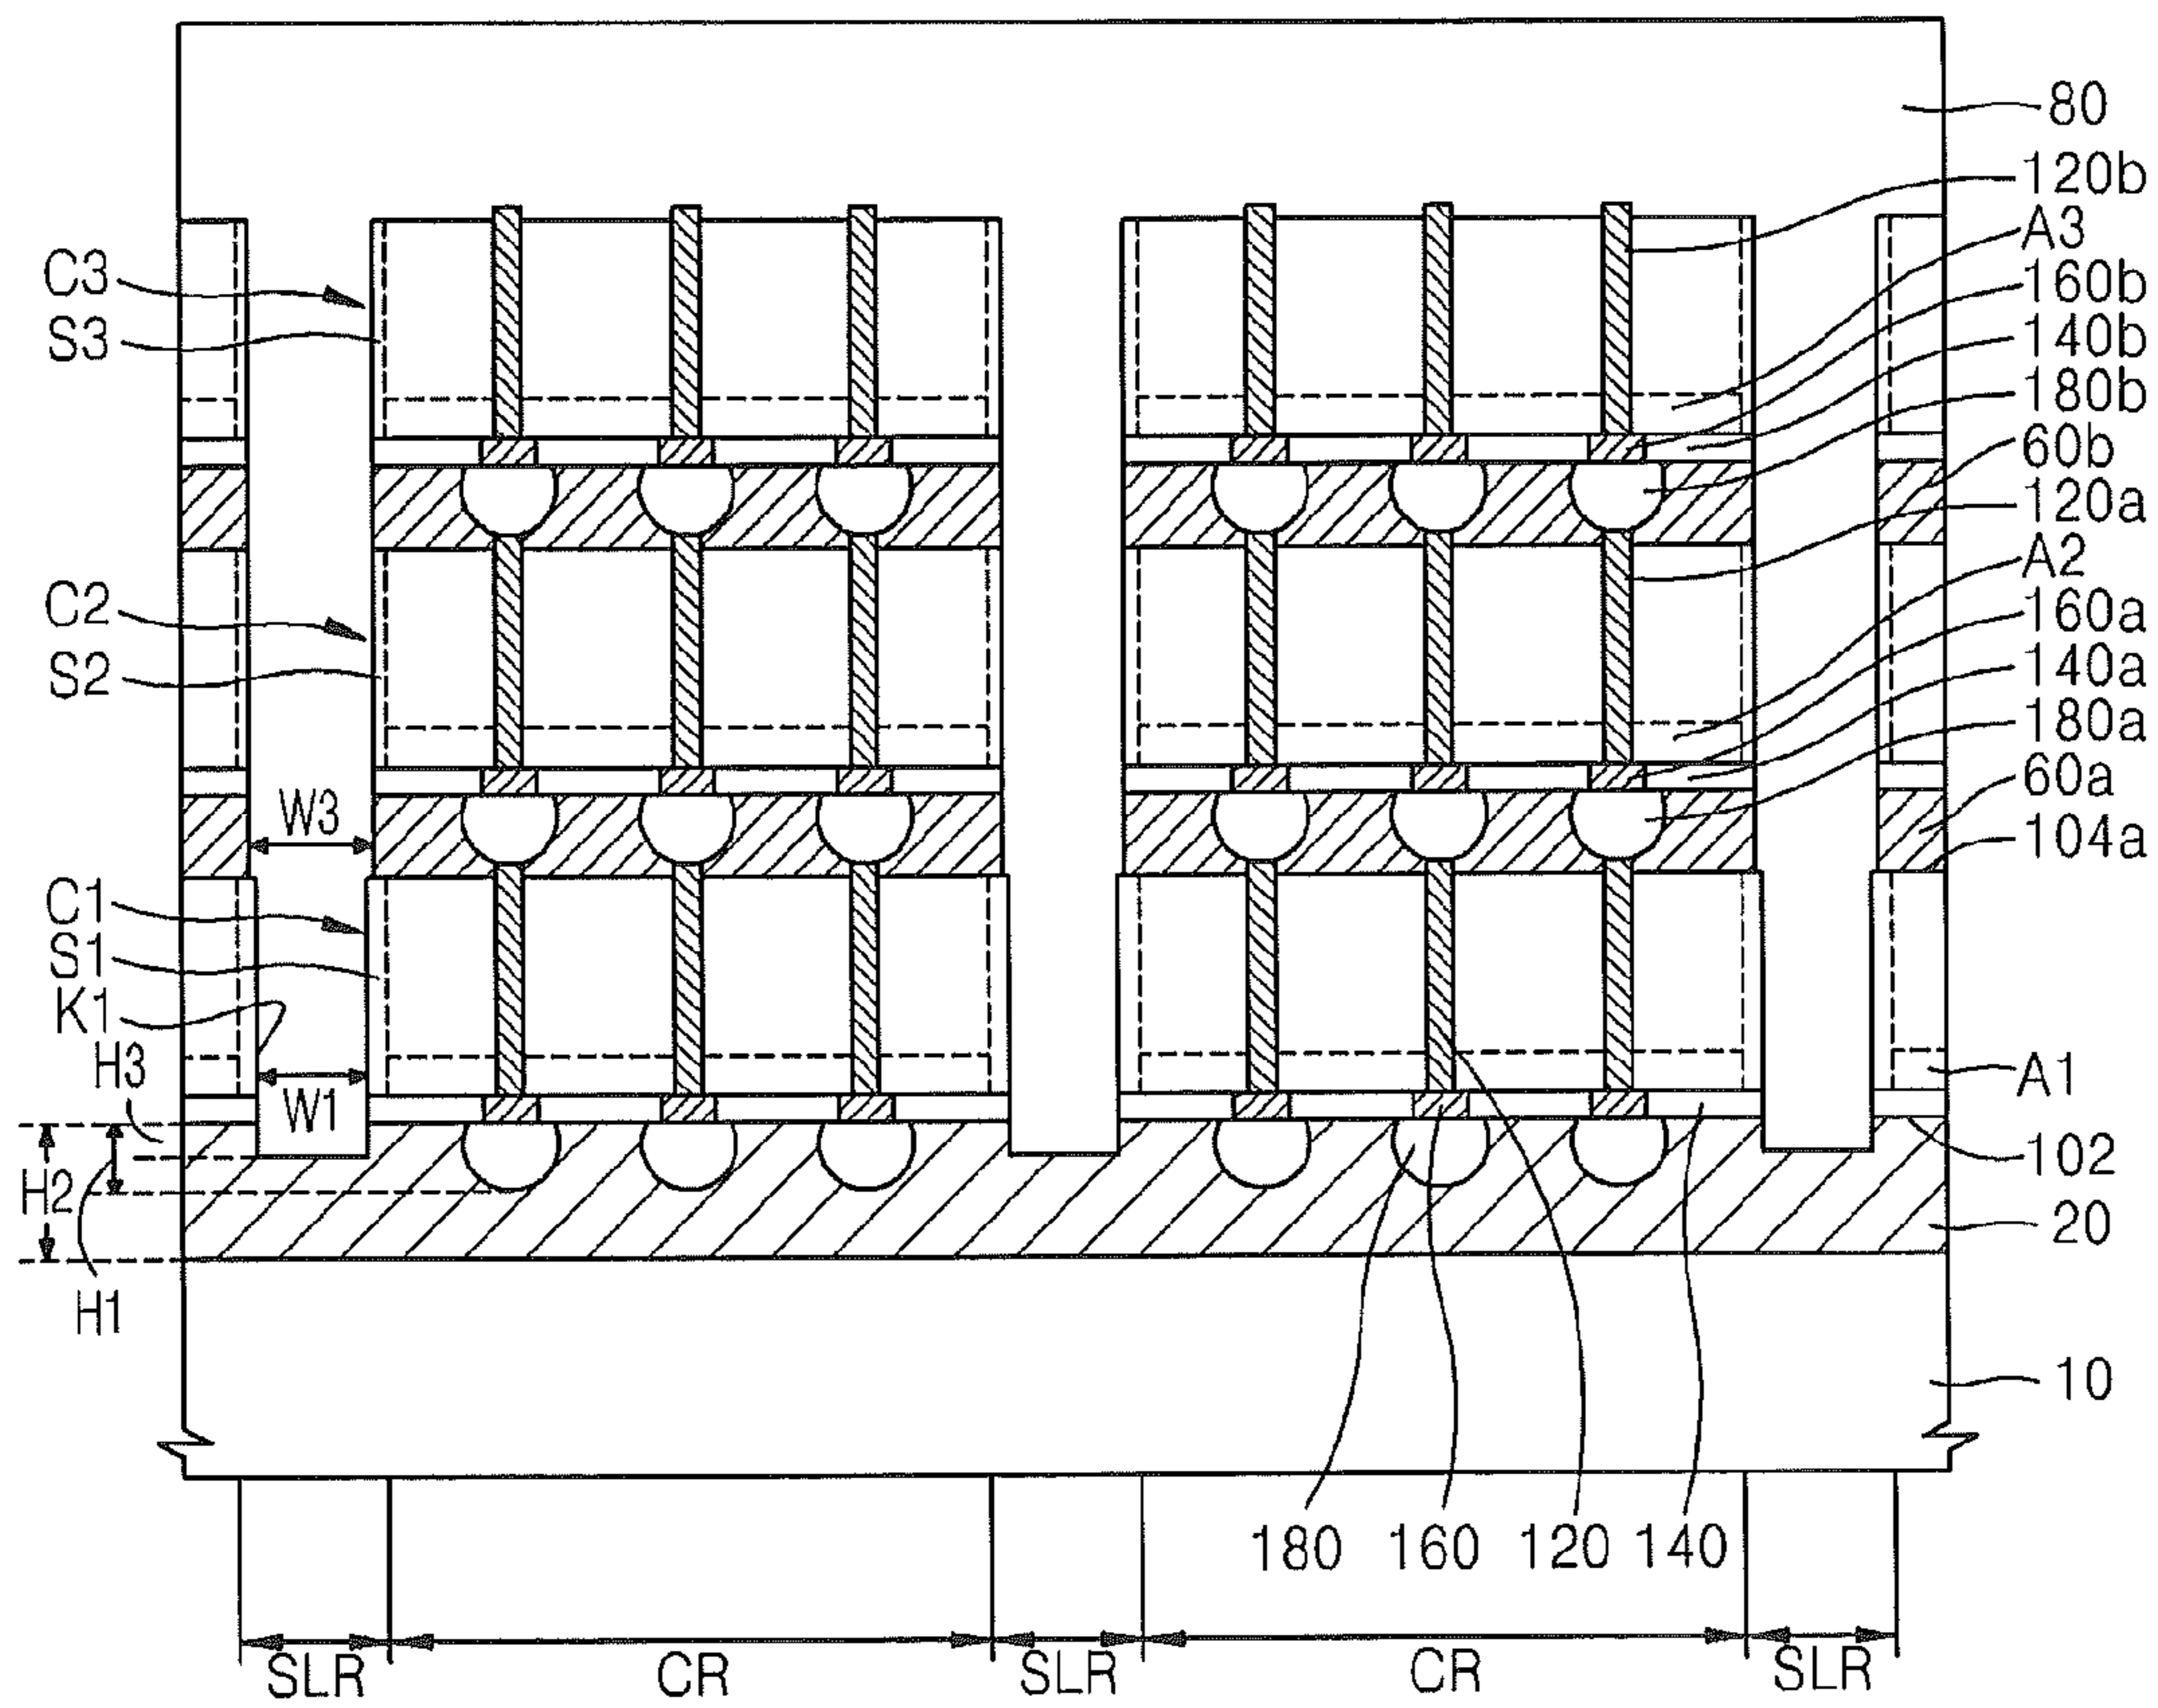 80
120b
A3
160b
140b
180b
60b
120a
A2
160a
140a
180a
60a
104a
A1
102
20
10
C3
S3
C2
S2
W3
C1
S1
K1
H3
W1
H2
H1
180 160 120 140
SLR CR SLR CR SLR